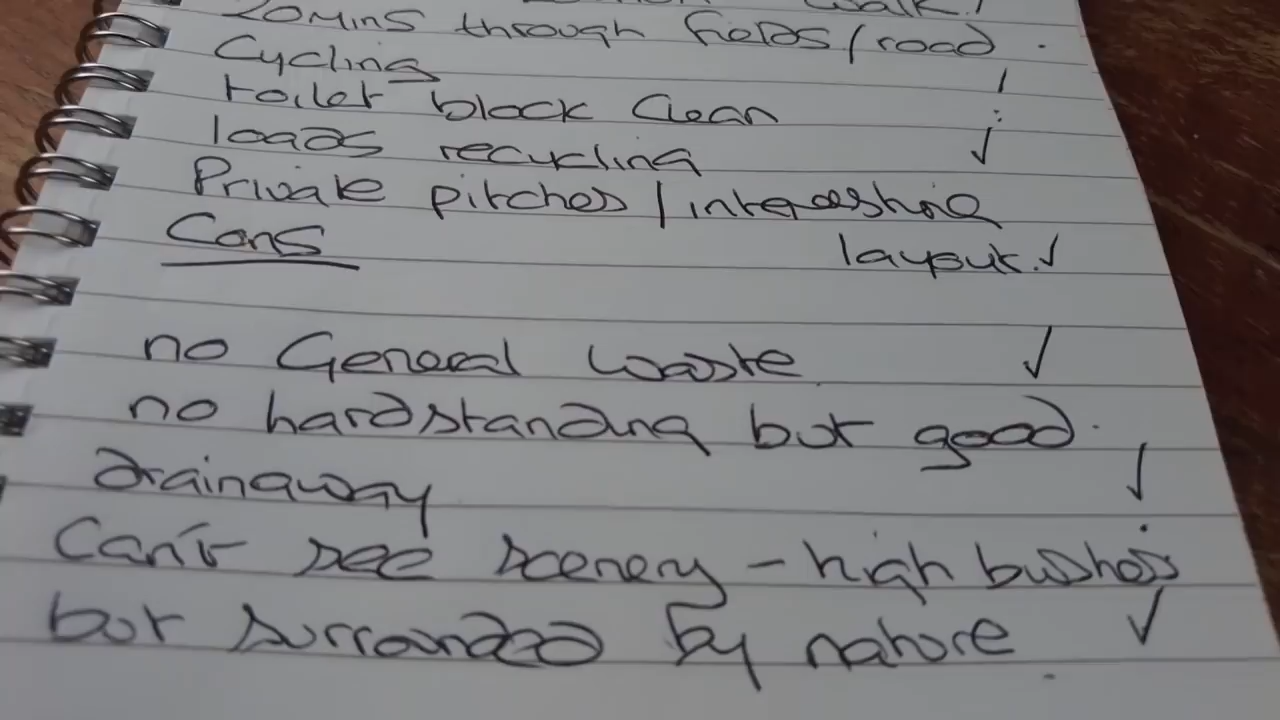 walk!
20mins through fields/road.
Cycling
toilet block Clean
loads recycling ✓
Private pitches / interesting
layout. ✓
Cons
no General waste ✓
no hardstanding but good
drainaway ✓
Can't see scenery - high bushes
but surrounded by nature ✓